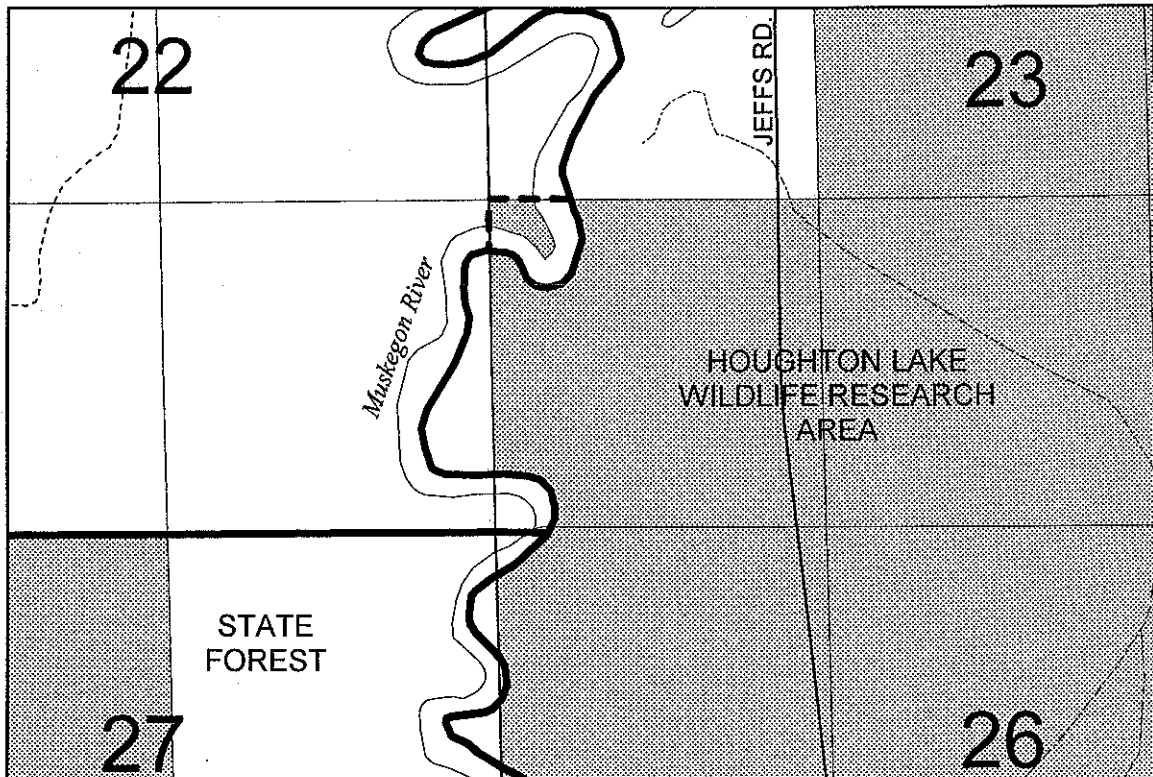 22
23
JEFFS RD.
Muskegon River
HOUGHTON LAKE
WILDLIFE RESEARCH
AREA
STATE
FOREST
27
26